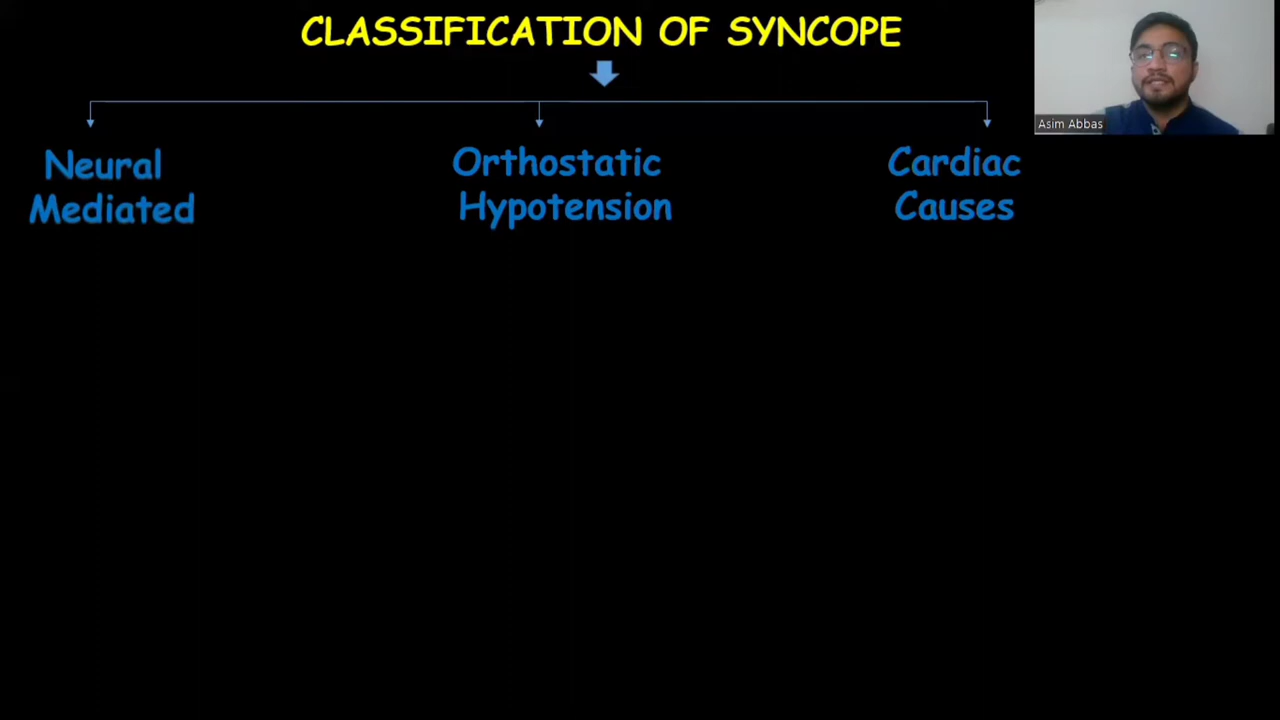 CLASSIFICATION OF SYNCOPE
Asim Abbas
Neural
Mediated
Orthostatic
Hypotension
Cardiac
Causes